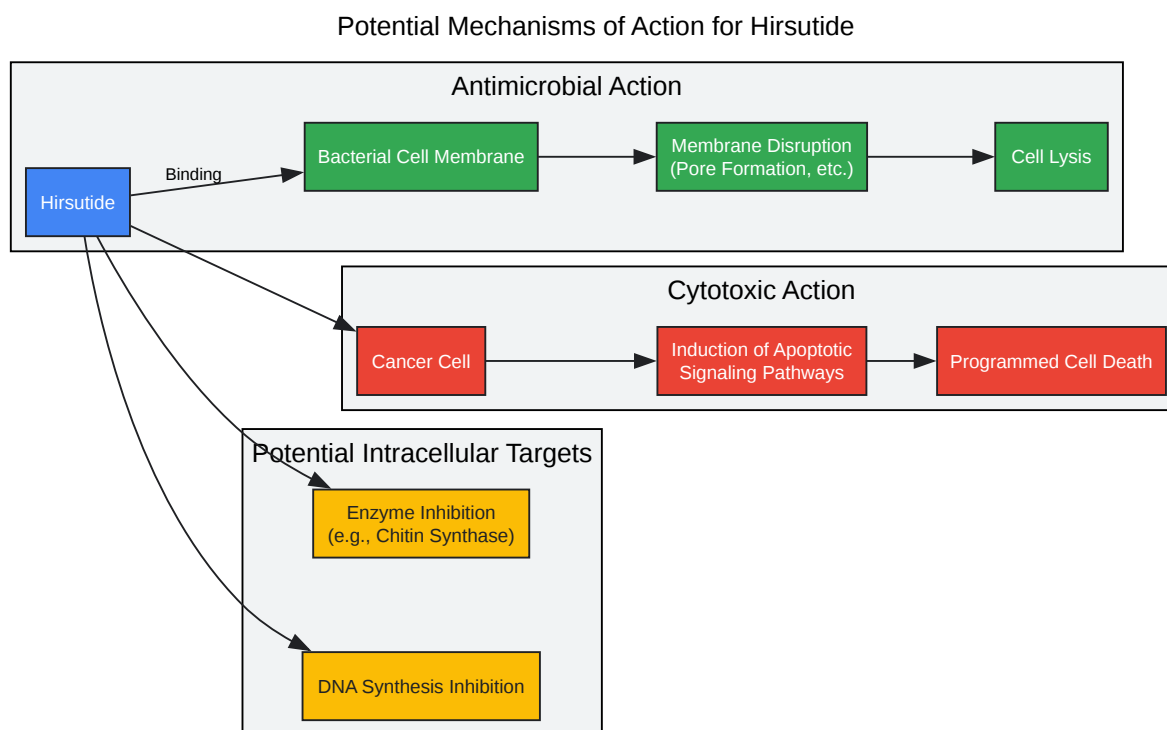 Potential Mechanisms of Action for Hirsutide
Antimicrobial Action
Hirsutide
Binding
Bacterial Cell Membrane
Membrane Disruption
(Pore Formation, etc.)
Cell Lysis
Cytotoxic Action
Cancer Cell
Induction of Apoptotic
Signaling Pathways
Programmed Cell Death
Potential Intracellular Targets
Enzyme Inhibition
(e.g., Chitin Synthase)
DNA Synthesis Inhibition